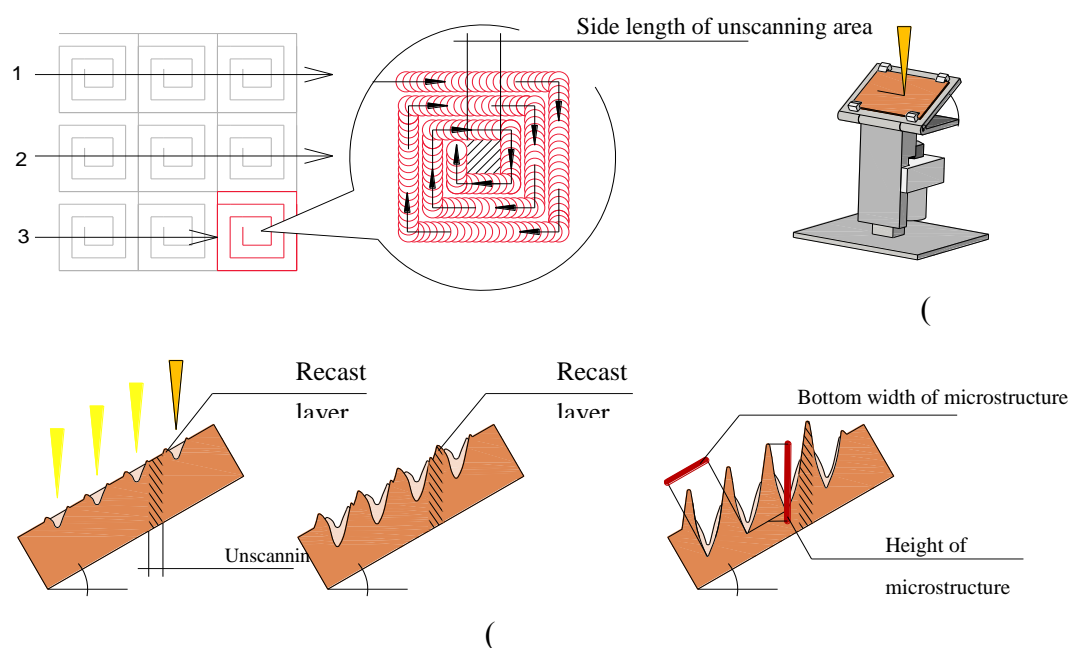 Side length of unscanning area
1
2
3
(
Recast
layer
Recast
layer
Bottom width of microstructure
Unscannin
Height of
microstructure
(